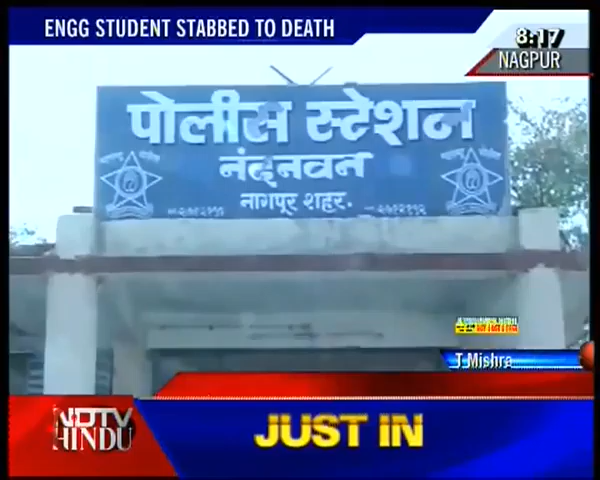 ENGG STUDENT STABBED TO DEATH
8:17
NAGPUR
पोलीस स्टेशन
नंदनवन
नागपूर शहर.
T Mishra
NDTV
HINDU
JUST IN